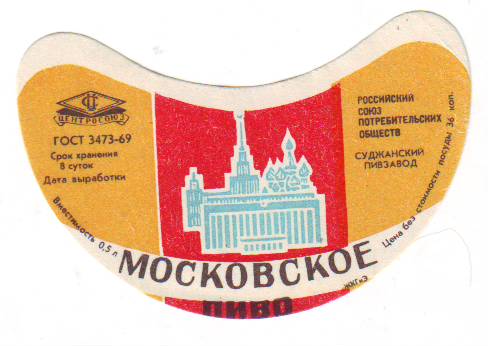 ЦЕНТРОСОЮЗ
ГОСТ 3473-69
Срок хранения
8 суток
Дата выработки
Вместимость 0,5 л
РОССИЙСКИЙ
СОЮЗ
ПОТРЕБИТЕЛЬСКИХ
ОБЩЕСТВ
СУДЖАНСКИЙ
ПИВЗАВОД
Цена без стоимости посуды 36 коп.
МОСКОВСКОЕ
ПИВО